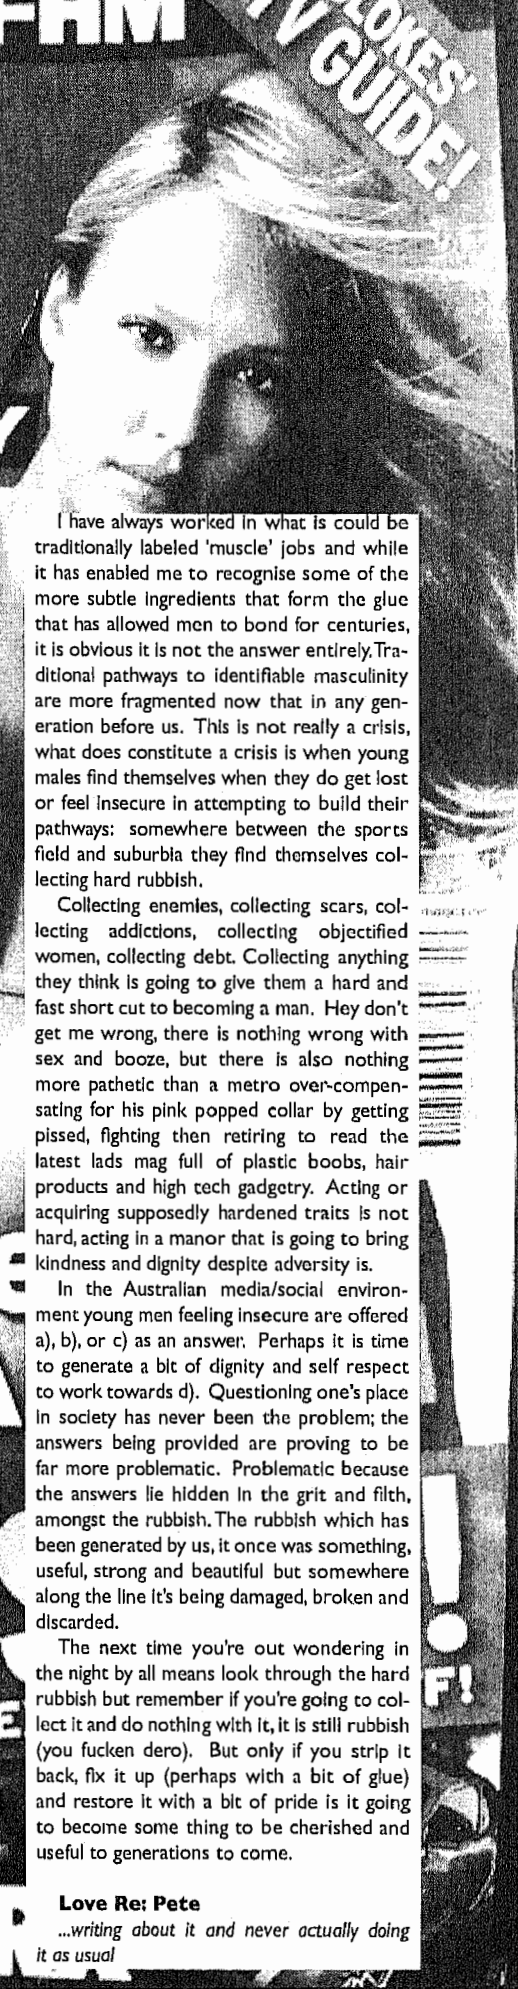 FHM
BLOKES'
TV GUIDE!
I have always worked in what is could be
traditionally labeled 'muscle' jobs and while
it has enabled me to recognise some of the
more subtle ingredients that form the glue
that has allowed men to bond for centuries,
it is obvious it is not the answer entirely. Tra-
ditional pathways to identifiable masculinity
are more fragmented now that in any gen-
eration before us. This is not really a crisis,
what does constitute a crisis is when young
males find themselves when they do get lost
or feel insecure in attempting to build their
pathways: somewhere between the sports
field and suburbia they find themselves col-
lecting hard rubbish.
Collecting enemies, collecting scars, col-
lecting addictions, collecting objectified
women, collecting debt. Collecting anything
they think is going to give them a hard and
fast short cut to becoming a man. Hey don't
get me wrong, there is nothing wrong with
sex and booze, but there is also nothing
more pathetic than a metro over-compen-
sating for his pink popped collar by getting
pissed, fighting then retiring to read the
latest lads mag full of plastic boobs, hair
products and high tech gadgetry. Acting or
acquiring supposedly hardened traits is not
hard, acting in a manor that is going to bring
kindness and dignity despite adversity is.
In the Australian media/social environ-
ment young men feeling insecure are offered
a), b), or c) as an answer. Perhaps it is time
to generate a bit of dignity and self respect
to work towards d). Questioning one's place
in society has never been the problem; the
answers being provided are proving to be
far more problematic. Problematic because
the answers lie hidden in the grit and filth,
amongst the rubbish. The rubbish which has
been generated by us, it once was something,
useful, strong and beautiful but somewhere
along the line it's being damaged, broken and
discarded.
The next time you're out wondering in
the night by all means look through the hard
rubbish but remember if you're going to col-
lect it and do nothing with it, it is still rubbish
(you fucken dero). But only if you strip it
back, fix it up (perhaps with a bit of glue)
and restore it with a bit of pride is it going
to become some thing to be cherished and
useful to generations to come.
Love Re: Pete
...writing about it and never actually doing
it as usual
F!